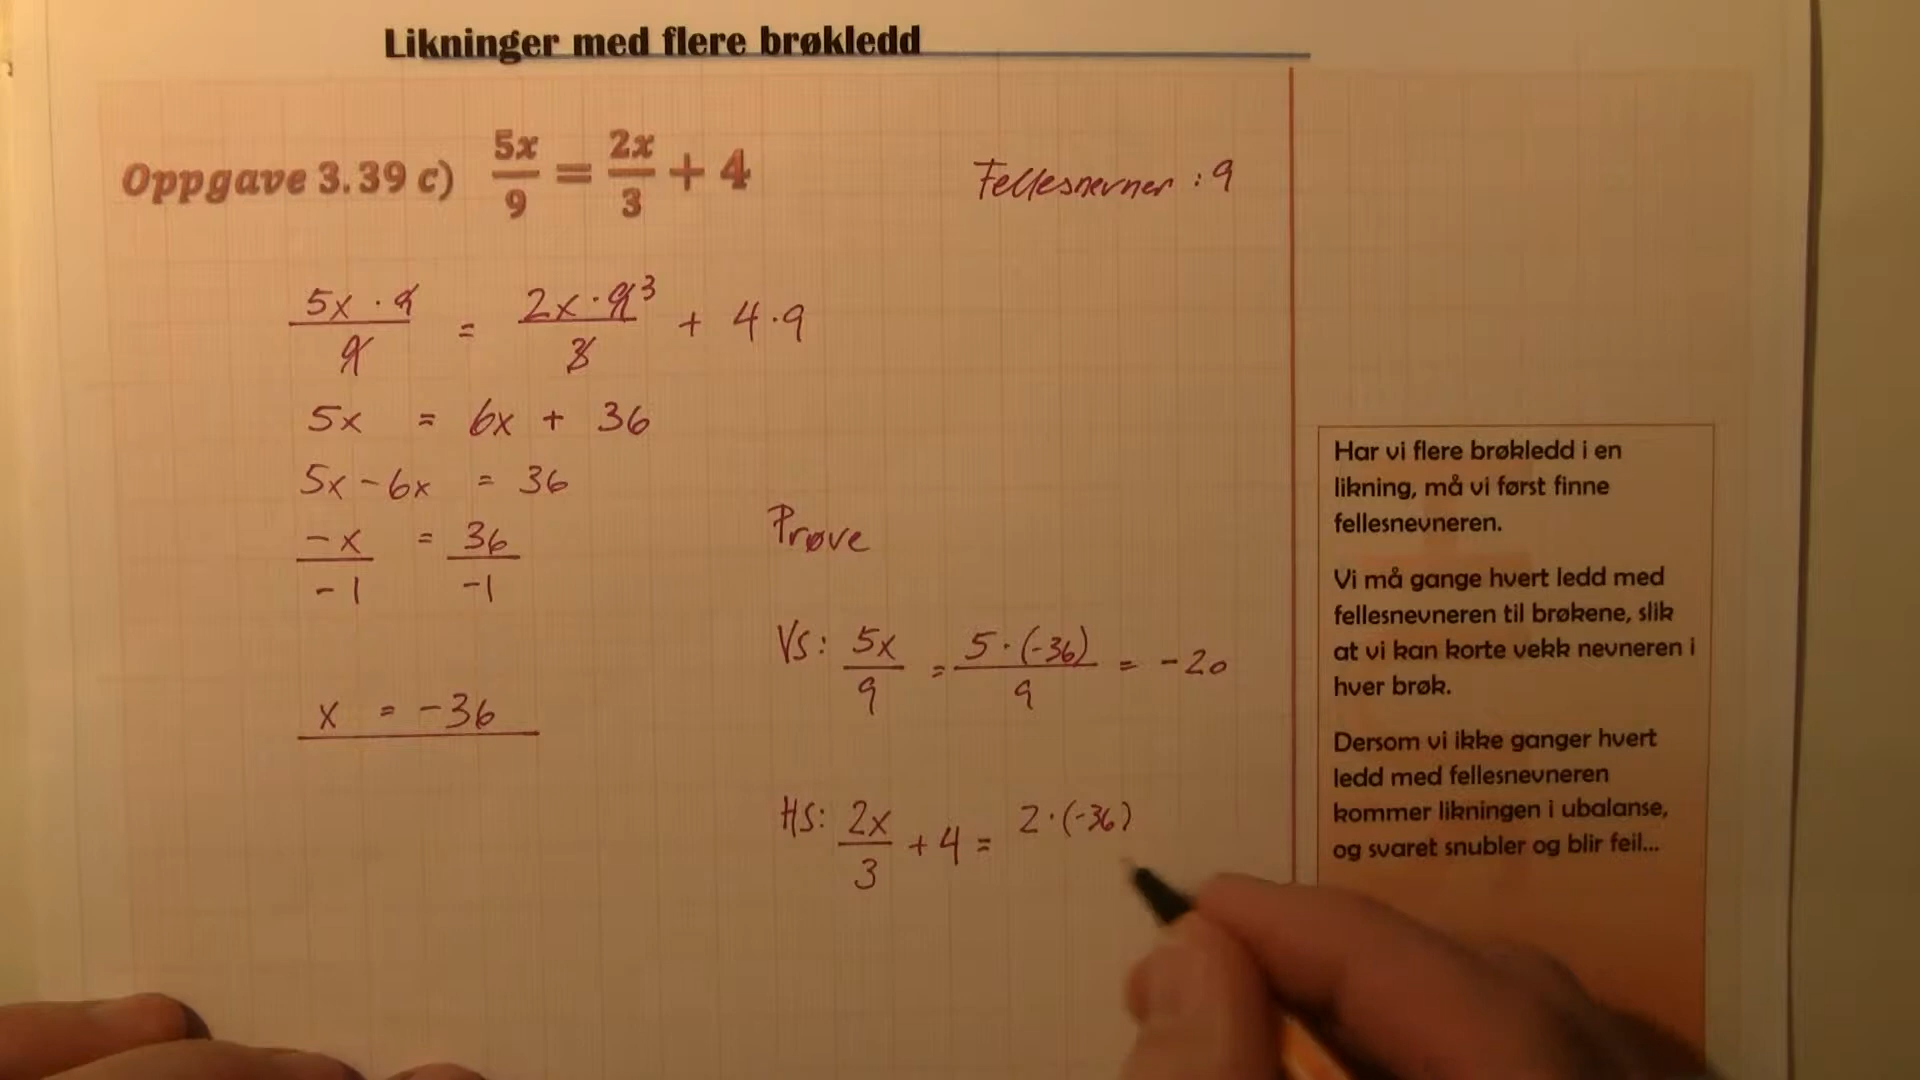 Likninger med flere brøkledd
Oppgave 3.39 c) 5x/9 = 2x/3 + 4
Fellesnevner : 9
5x · 9/9 = 2x · 9³/3 + 4 · 9
5x = 6x + 36
5x - 6x = 36
-x/-1 = 36/-1
x = -36
Prøve
VS: 5x/9 = 5 · (-36)/9 = -20
HS: 2x/3 + 4 = 2 · (-36)
Har vi flere brøkledd i en
likning, må vi først finne
fellesnevneren.
Vi må gange hvert ledd med
fellesnevneren til brøkene, slik
at vi kan korte vekk nevneren i
hver brøk.
Dersom vi ikke ganger hvert
ledd med fellesnevneren
kommer likningen i ubalanse,
og svaret snubler og blir feil...